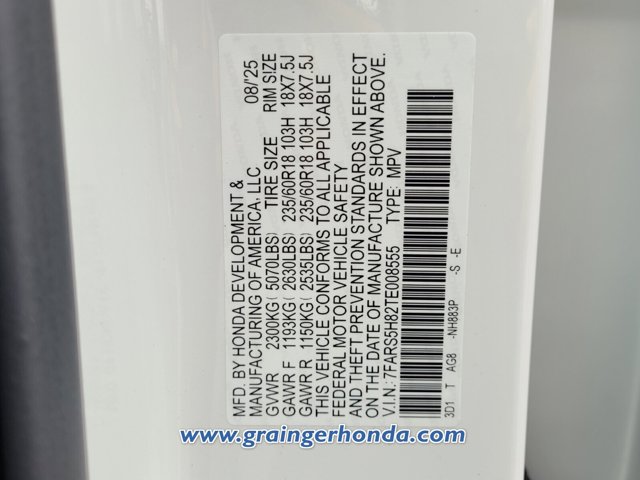 MFD. BY HONDA DEVELOPMENT &
MANUFACTURING OF AMERICA, LLC 08/'25
GVWR 2300KG( 5070LBS) TIRE SIZE RIM SIZE
GAWR F 1193KG( 2630LBS) 235/60R18 103H 18X7.5J
GAWR R 1150KG( 2535LBS) 235/60R18 103H 18X7.5J
THIS VEHICLE CONFORMS TO ALL APPLICABLE
FEDERAL MOTOR VEHICLE SAFETY
AND THEFT PREVENTION STANDARDS IN EFFECT
ON THE DATE OF MANUFACTURE SHOWN ABOVE.
V.I.N.: 7FARS5H82TE008555 TYPE: MPV
3D1 T AG8 -NH883P -S -E
www.graingerhonda.com